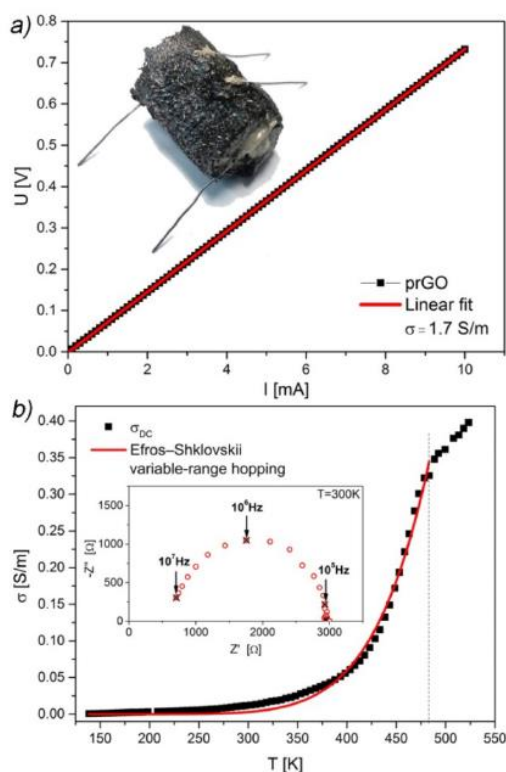 a)
0.8
0.7
0.6
0.5
0.4
0.3
0.2
0.1
0.0
U [V]
prGO
Linear fit
σ = 1.7 S/m
0 2 4 6 8 10
I [mA]
b)
0.40
0.35
0.30
0.25
0.20
0.15
0.10
0.05
0.00
σ [S/m]
σDC
Efros–Shklovskii
variable-range hopping
T=300K
1500
1000
500
0
-Z'' [Ω]
10⁷Hz
10⁶Hz
10⁵Hz
0 1000 2000 3000
Z' [Ω]
150 200 250 300 350 400 450 500 550
T [K]